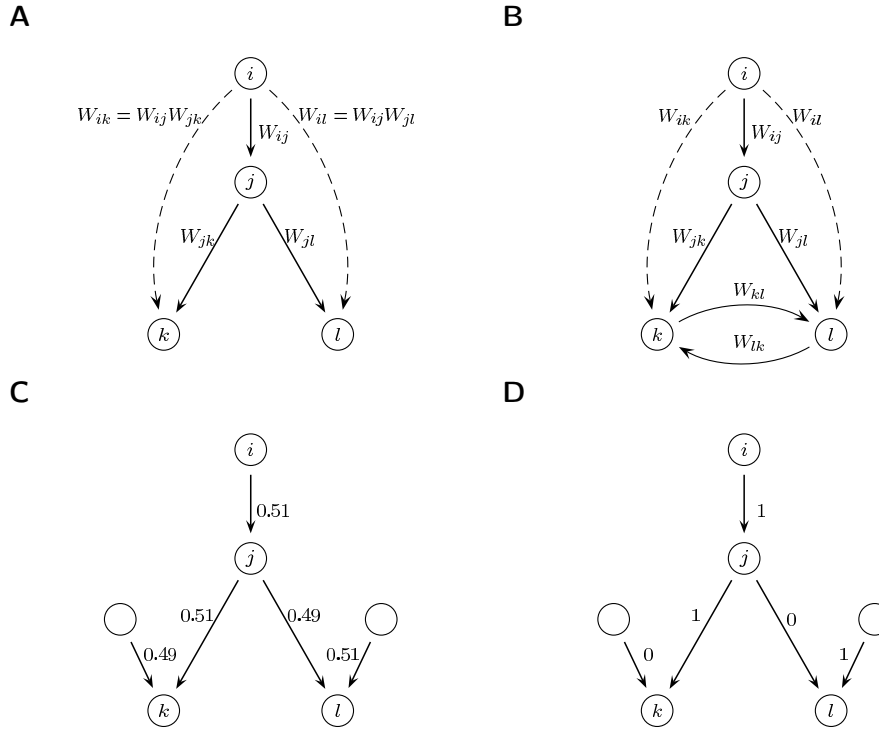 A
B
i
i
W_{ik} = W_{ij}W_{jk}
W_{il} = W_{ij}W_{jl}
W_{ik}
W_{il}
W_{ij}
W_{ij}
j
j
W_{jk}
W_{jl}
W_{jk}
W_{jl}
W_{kl}
k
l
k
l
W_{lk}
C
D
i
i
0.51
1
j
j
0.51
0.49
1
0
0.49
0.51
0
1
k
l
k
l